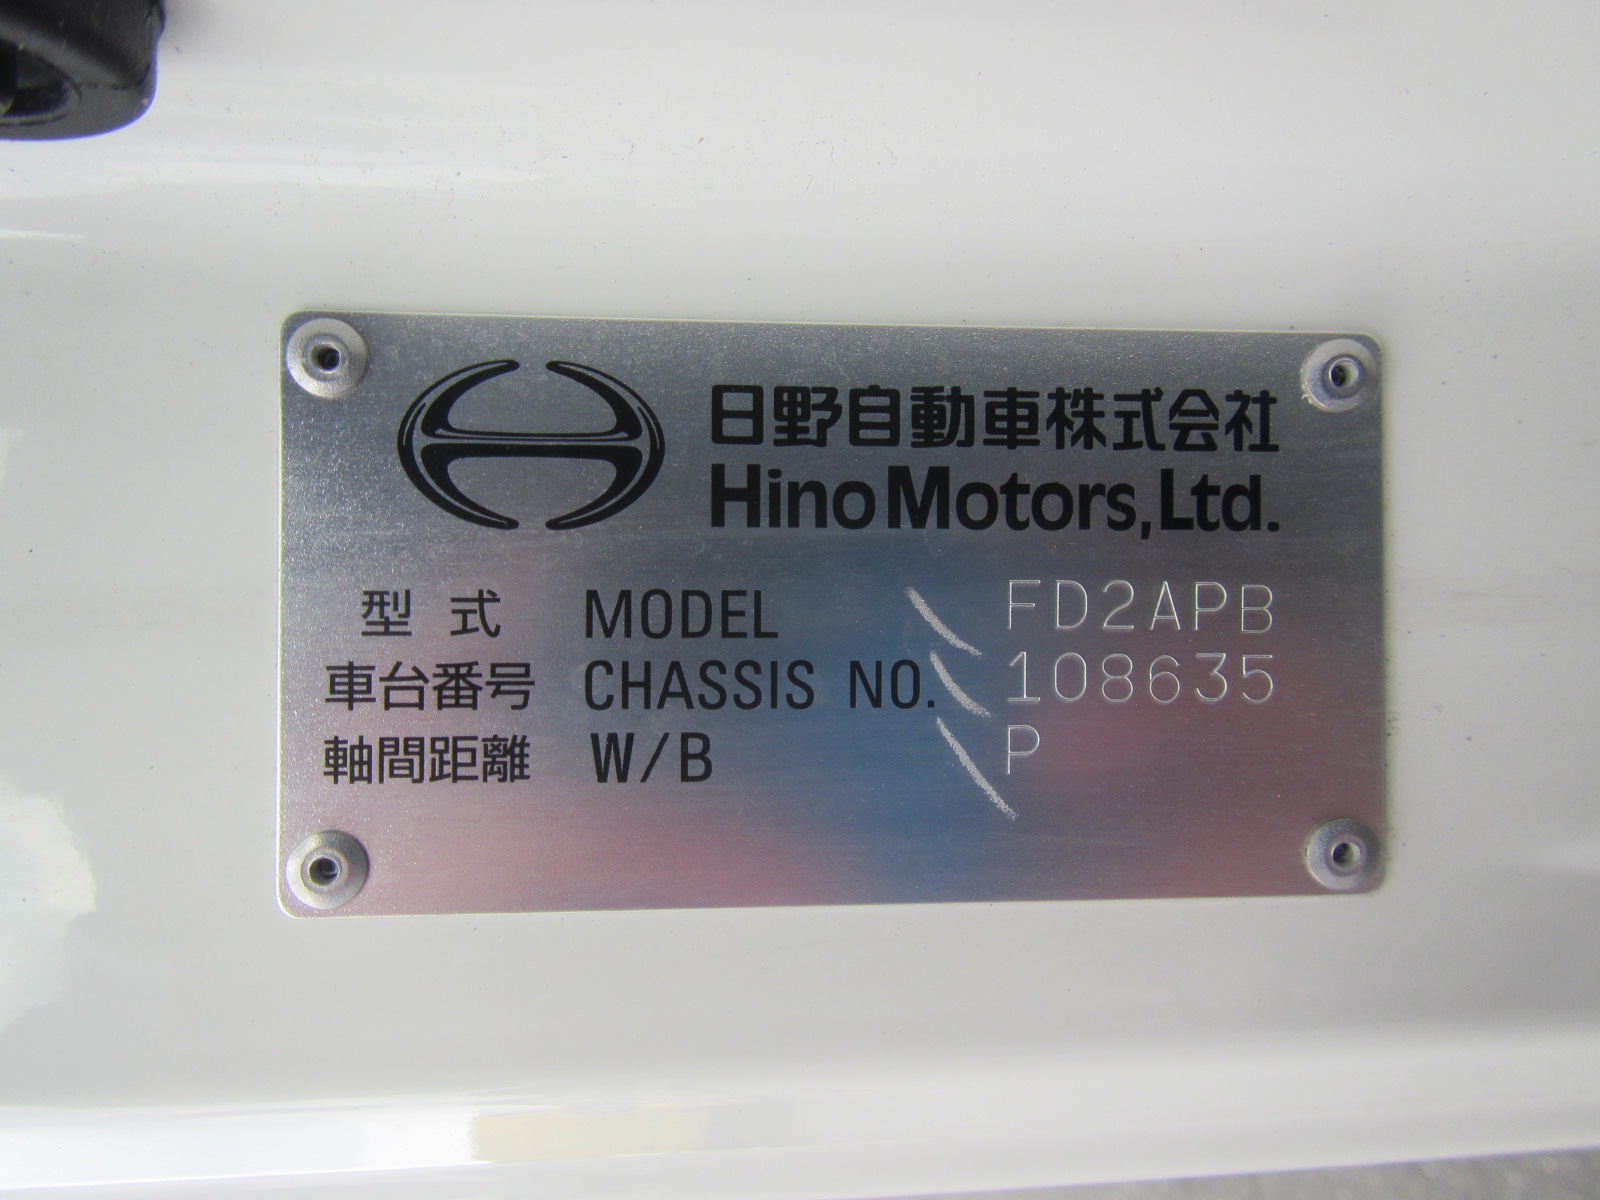 日野自動車株式会社
Hino Motors, Ltd.
型式 MODEL FD2APB
車台番号 CHASSIS NO. 108635
軸間距離 W/B P